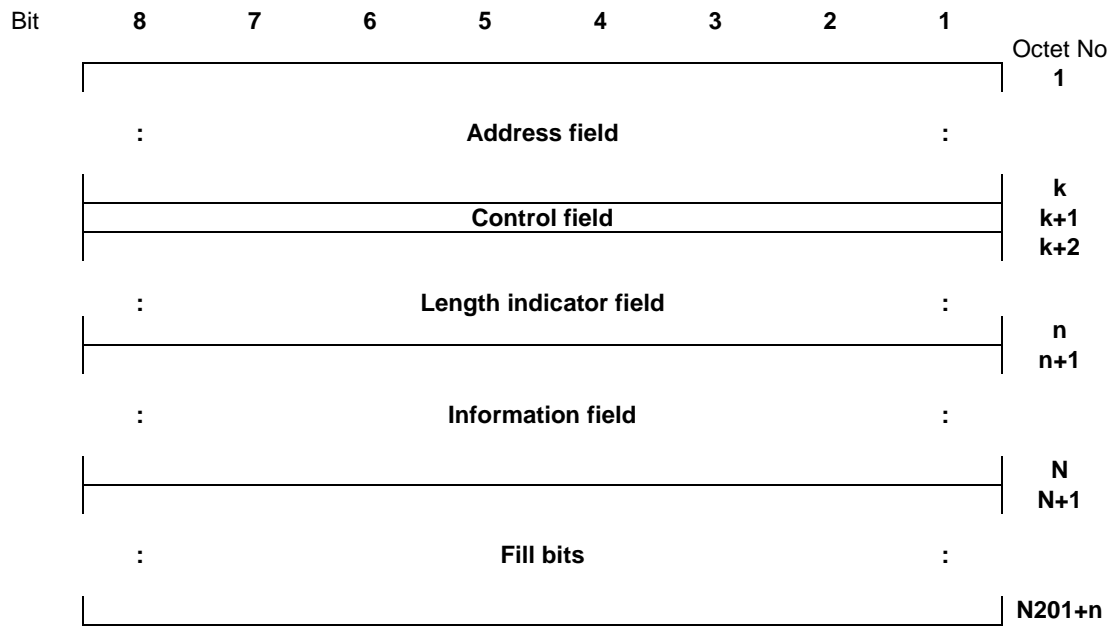 Bit 8 7 6 5 4 3 2 1
Octet No
1
: Address field :
k
Control field k+1
k+2
: Length indicator field :
n
n+1
: Information field :
N
N+1
: Fill bits :
N201+n